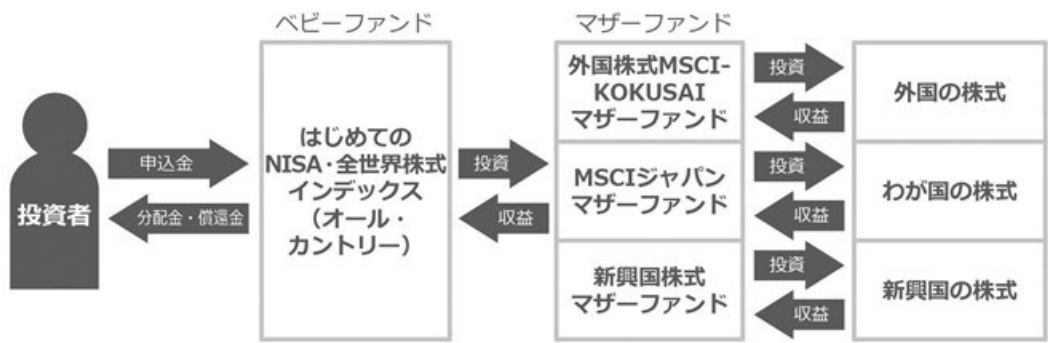 ベビーファンド
マザーファンド
投資者
申込金
分配金・償還金
はじめての
NISA・全世界株式
インデックス
（オール・
カントリー）
投資
収益
外国株式MSCI-
KOKUSAI
マザーファンド
投資
収益
外国の株式
MSCIジャパン
マザーファンド
投資
収益
わが国の株式
新興国株式
マザーファンド
投資
収益
新興国の株式